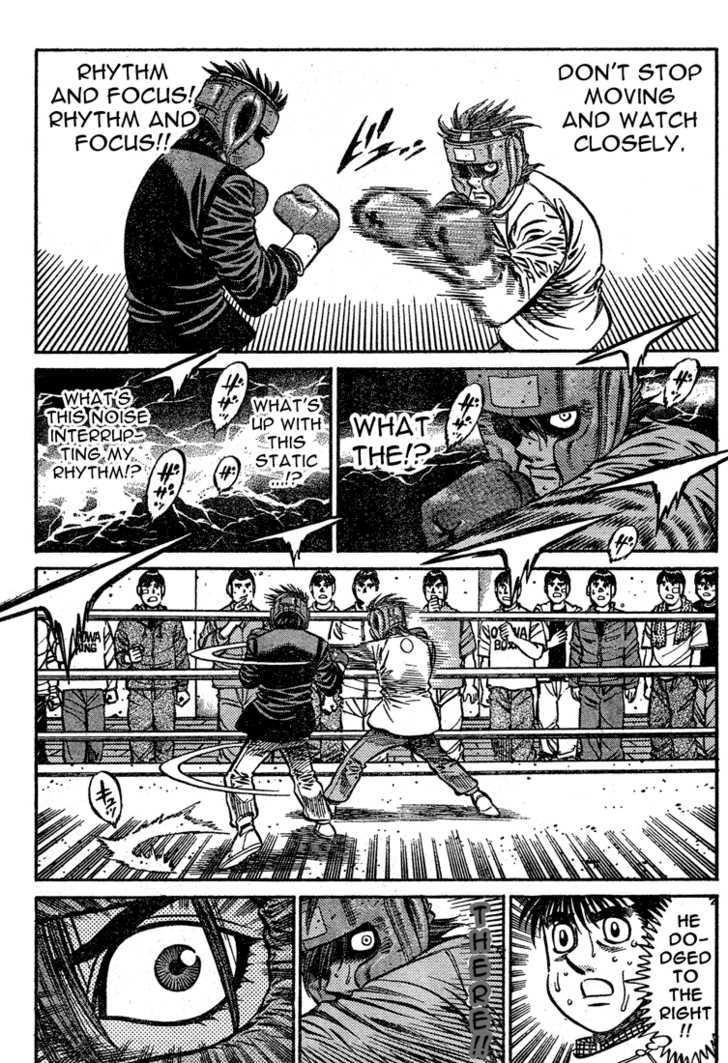 RHYTHM
AND FOCUS!
RHYTHM AND
FOCUS!!
DON'T STOP
MOVING
AND WATCH
CLOSELY.
WHAT'S
THIS NOISE
INTERRUP-
TING MY
RHYTHM!?
WHAT'S
UP WITH
THIS
STATIC
...!?
WHAT
THE!?
THERE!!
HE
DO-
DGED
TO
THE
RIGHT
!!